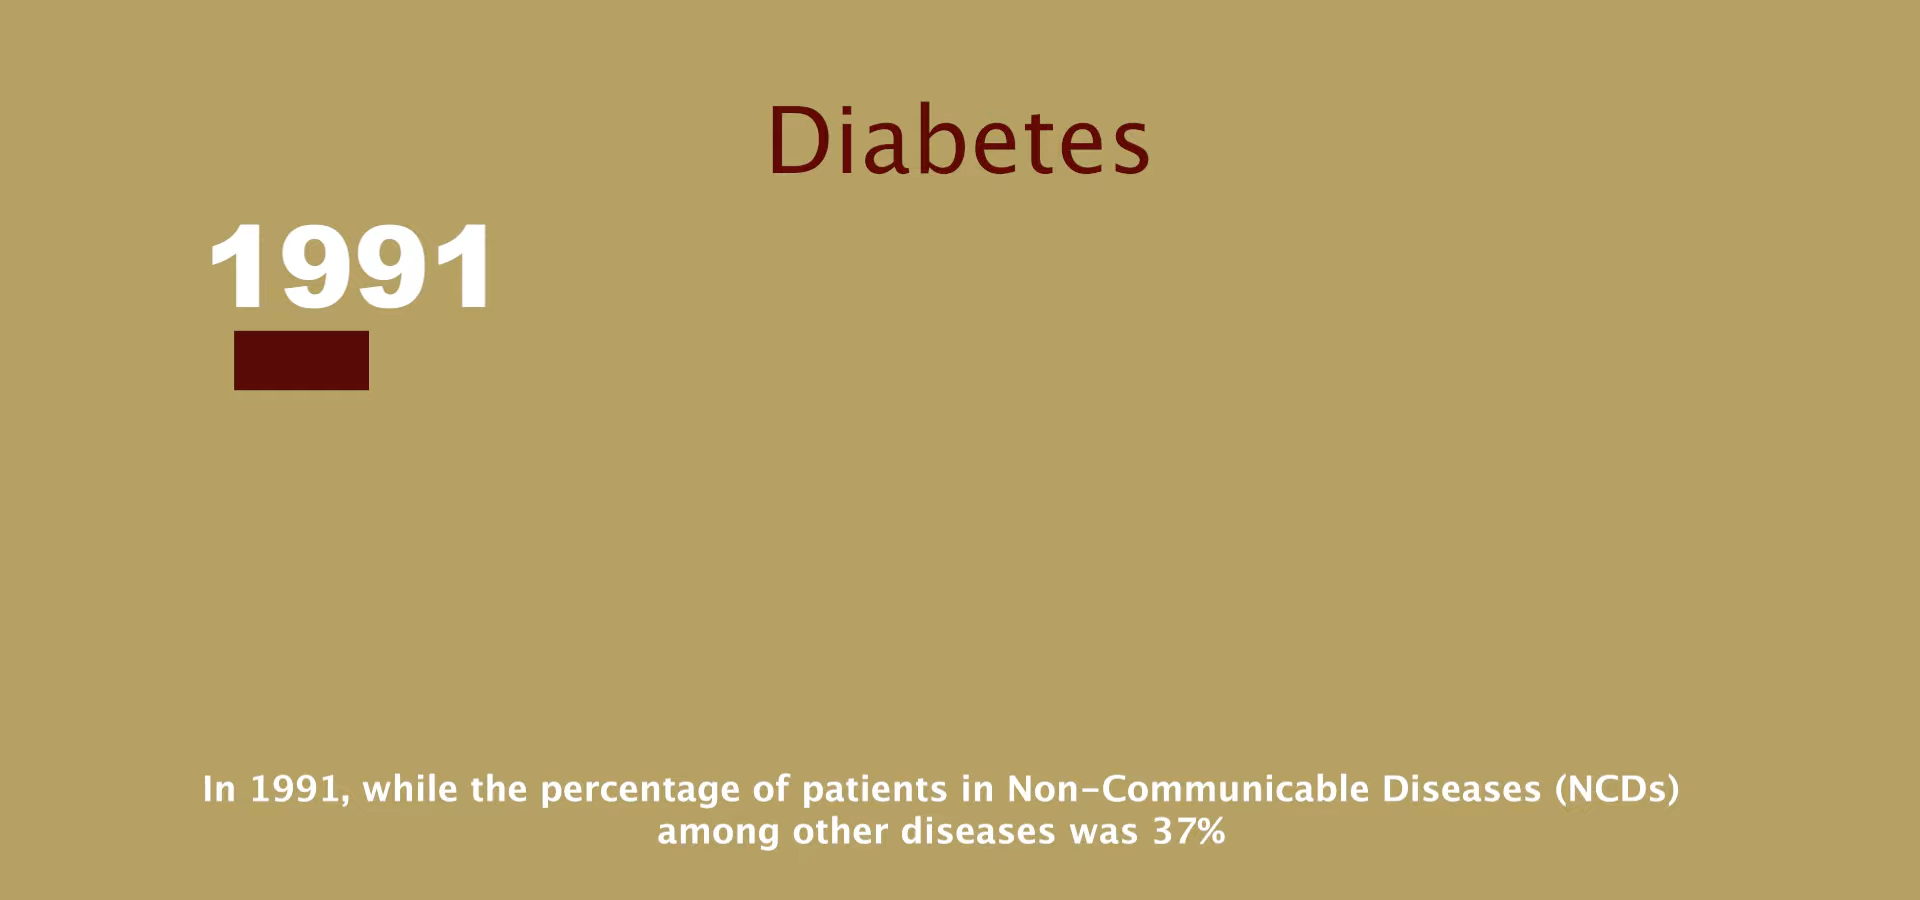 Diabetes
1991
In 1991, while the percentage of patients in Non-Communicable Diseases (NCDs)
among other diseases was 37%